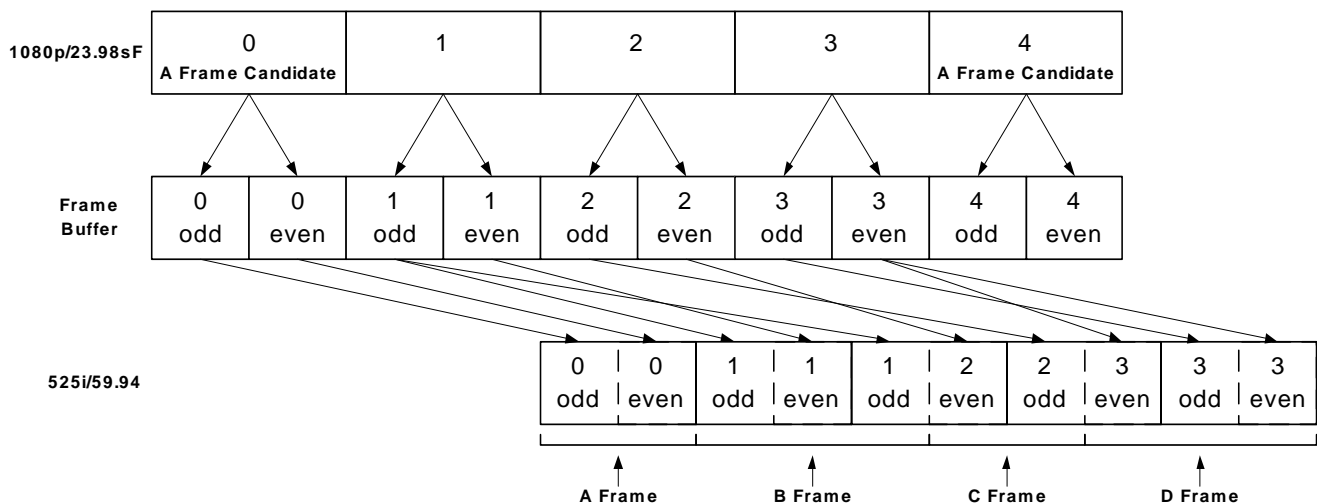 0 1 2 3 4
1080p/23.98sF
A Frame Candidate A Frame Candidate
0 0 1 1 2 2 3 3 4 4
Frame
Buffer
odd even odd even odd even odd even odd even
0 0 1 1 1 2 2 3 3 3
525i/59.94
odd even odd even odd even odd even odd even
A Frame B Frame C Frame D Frame